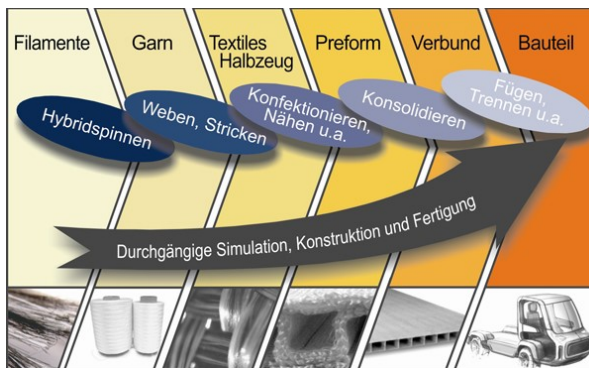 Filamente
Garn
Textiles
Halbzeug
Preform
Verbund
Bauteil
Hybridspinnen
Weben, Stricken
Konfektionieren,
Nähen u.a.
Konsolidieren
Fügen,
Trennen u.a.
Durchgängige Simulation, Konstruktion und Fertigung